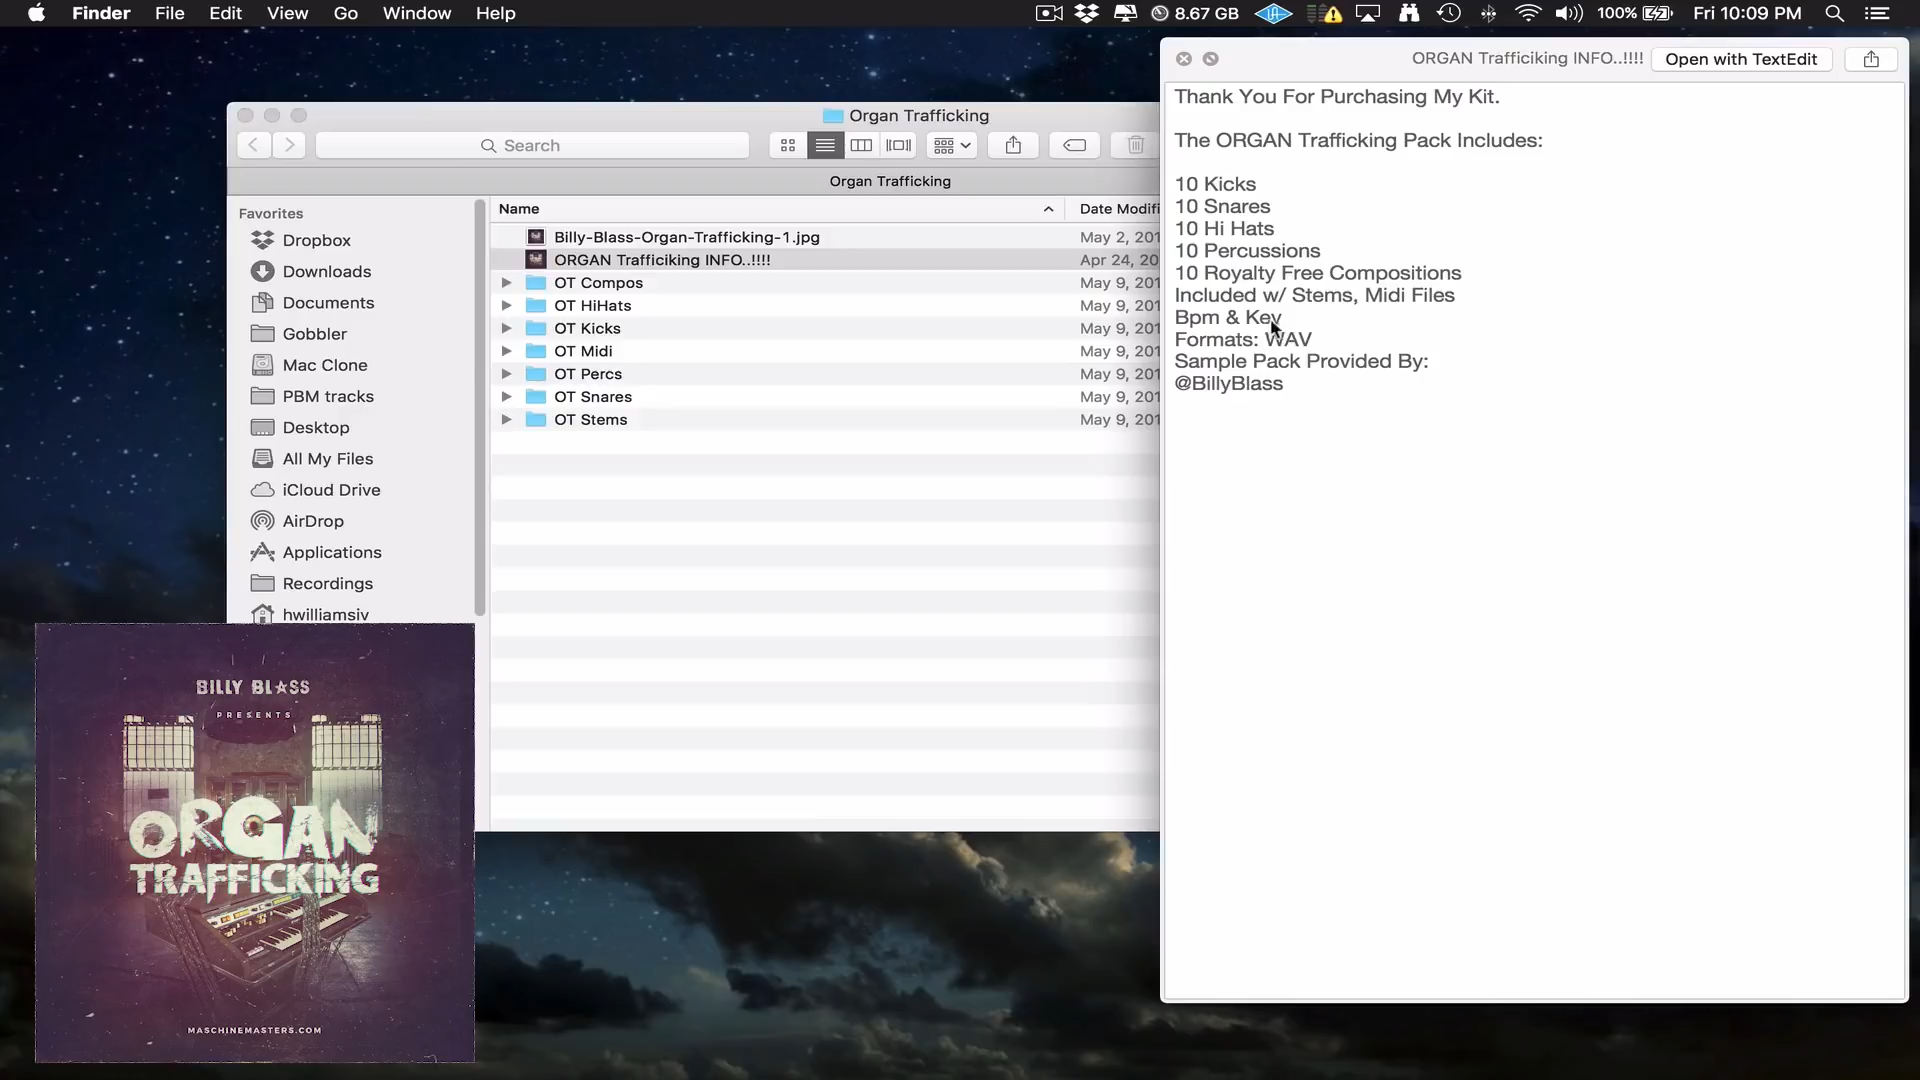 Finder File Edit View Go Window Help
8.67 GB 100% Fri 10:09 PM
Organ Trafficking
Search
Organ Trafficking
Favorites
Dropbox
Downloads
Documents
Gobbler
Mac Clone
PBM tracks
Desktop
All My Files
iCloud Drive
AirDrop
Applications
Recordings
hwilliamsiv
Name Date Modifi
Billy-Blass-Organ-Trafficking-1.jpg May 2, 201
ORGAN Trafficiking INFO..!!!! Apr 24, 20
OT Compos May 9, 201
OT HiHats May 9, 201
OT Kicks May 9, 201
OT Midi May 9, 201
OT Percs May 9, 201
OT Snares May 9, 201
OT Stems May 9, 201
ORGAN Trafficiking INFO..!!!! Open with TextEdit
Thank You For Purchasing My Kit.
The ORGAN Trafficking Pack Includes:
10 Kicks
10 Snares
10 Hi Hats
10 Percussions
10 Royalty Free Compositions
Included w/ Stems, Midi Files
Bpm & Key
Formats: WAV
Sample Pack Provided By:
@BillyBlass
BILLY BLASS
PRESENTS
ORGAN
TRAFFICKING
MASCHINEMASTERS.COM